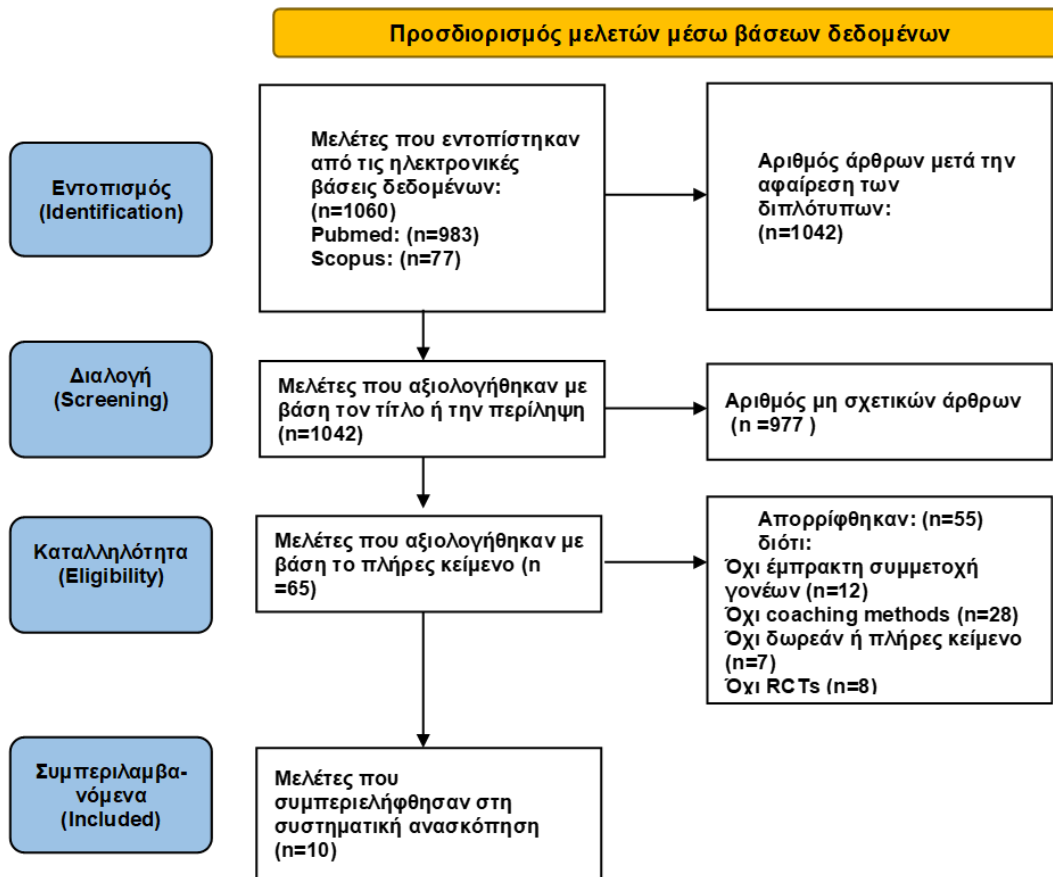 Προσδιορισμός μελετών μέσω βάσεων δεδομένων
Εντοπισμός
(Identification)
Μελέτες που εντοπίστηκαν
από τις ηλεκτρονικές
βάσεις δεδομένων:
(n=1060)
Pubmed: (n=983)
Scopus: (n=77)
Αριθμός άρθρων μετά την
αφαίρεση των
διπλότυπων:
(n=1042)
Διαλογή
(Screening)
Μελέτες που αξιολογήθηκαν με
βάση τον τίτλο ή την περίληψη
(n=1042)
Αριθμός μη σχετικών άρθρων
(n =977 )
Καταλληλότητα
(Eligibility)
Μελέτες που αξιολογήθηκαν με
βάση το πλήρες κείμενο (n
=65)
Απορρίφθηκαν: (n=55)
διότι:
Όχι έμπρακτη συμμετοχή
γονέων (n=12)
Όχι coaching methods (n=28)
Όχι δωρεάν ή πλήρες κείμενο
(n=7)
Όχι RCTs (n=8)
Συμπεριλαμβα-
νόμενα
(Included)
Μελέτες που
συμπεριελήφθησαν στη
συστηματική ανασκόπηση
(n=10)